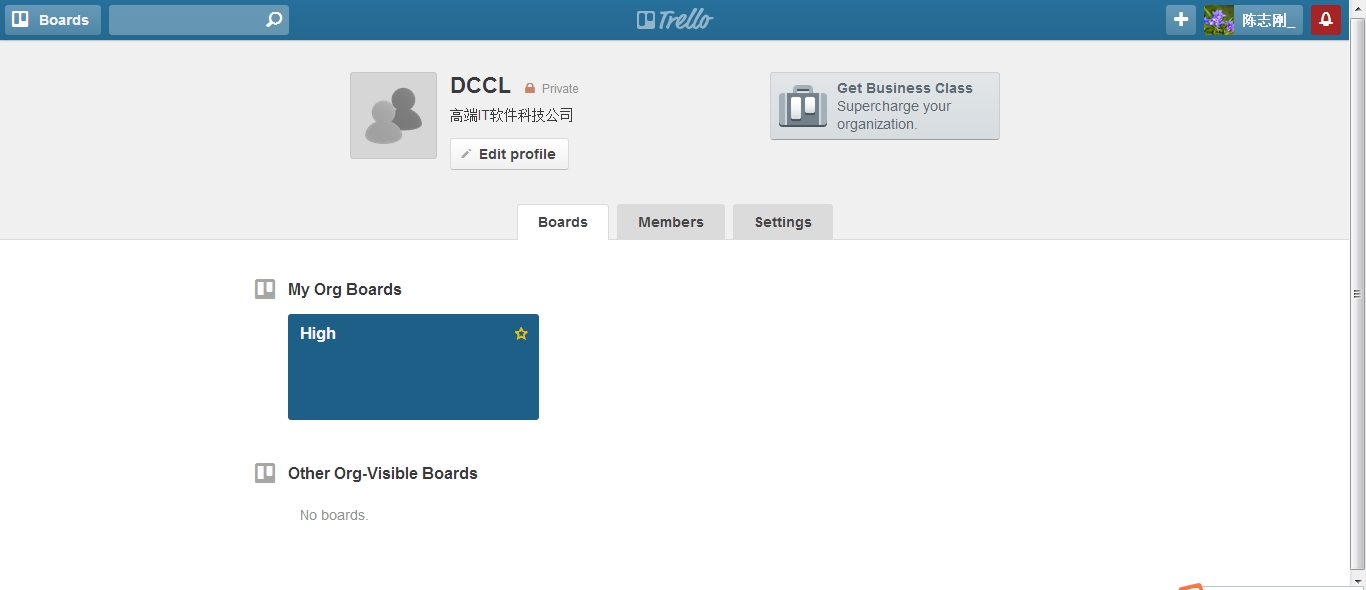 Boards
Trello
陈志刚_
DCCL
Private
高端IT软件科技公司
Edit profile
Get Business Class
Supercharge your
organization.
Boards
Members
Settings
My Org Boards
High
Other Org-Visible Boards
No boards.